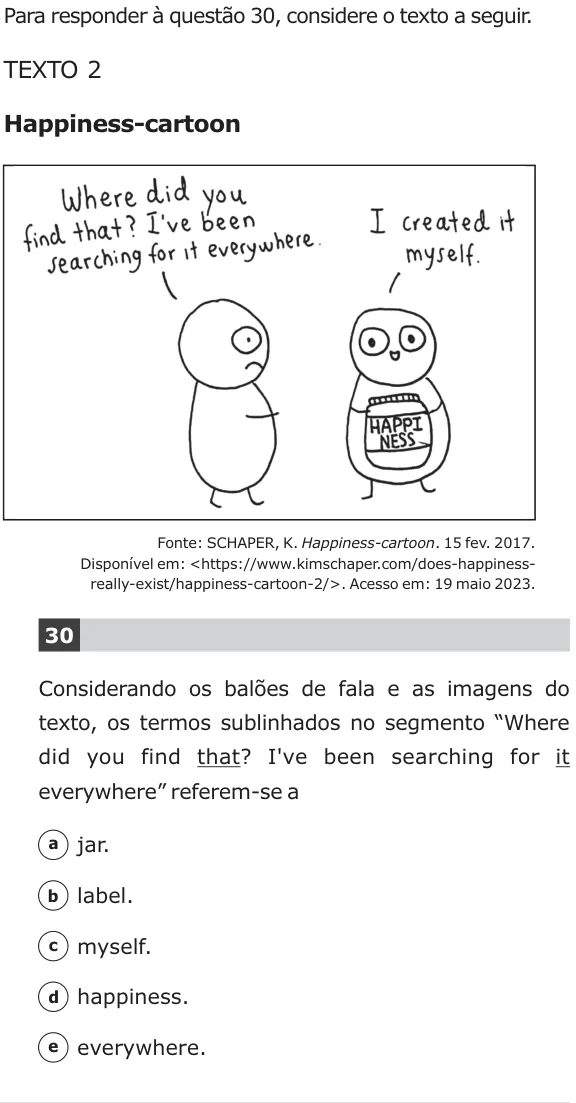 Para responder à questão 30, considere o texto a seguir.
TEXTO 2
Happiness-cartoon
Where did you
find that? I've been
searching for it everywhere.
I created it
myself.
HAPPI
NESS
Fonte: SCHAPER, K. Happiness-cartoon. 15 fev. 2017.
Disponível em: <https://www.kimschaper.com/does-happiness-
really-exist/happiness-cartoon-2/>. Acesso em: 19 maio 2023.
30
Considerando os balões de fala e as imagens do
texto, os termos sublinhados no segmento “Where
did you find that? I've been searching for it
everywhere” referem-se a
a) jar.
b) label.
c) myself.
d) happiness.
e) everywhere.